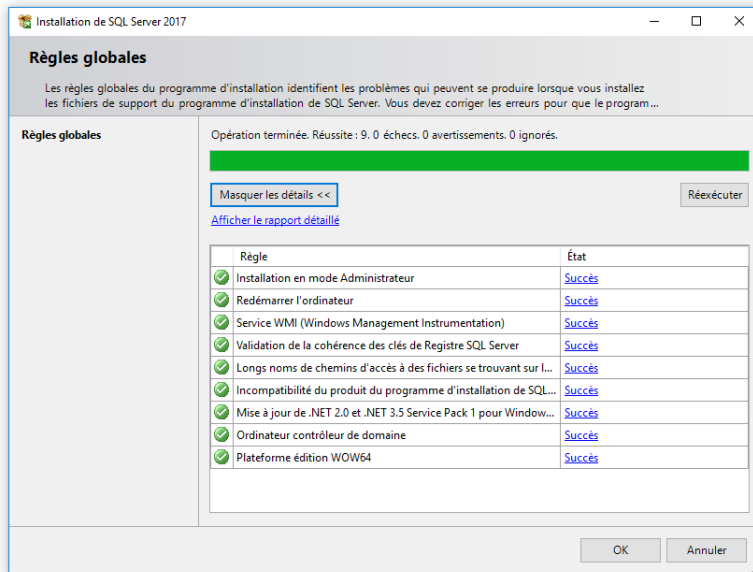 Installation de SQL Server 2017
Règles globales
Les règles globales du programme d'installation identifient les problèmes qui peuvent se produire lorsque vous installez
les fichiers de support du programme d'installation de SQL Server. Vous devez corriger les erreurs pour que le program...
Règles globales
Opération terminée. Réussite : 9. 0 échecs. 0 avertissements. 0 ignorés.
Masquer les détails <<
Réexécuter
Afficher le rapport détaillé
Règle État
Installation en mode Administrateur Succès
Redémarrer l'ordinateur Succès
Service WMI (Windows Management Instrumentation) Succès
Validation de la cohérence des clés de Registre SQL Server Succès
Longs noms de chemins d'accès à des fichiers se trouvant sur l... Succès
Incompatibilité du produit du programme d'installation de SQL... Succès
Mise à jour de .NET 2.0 et .NET 3.5 Service Pack 1 pour Window... Succès
Ordinateur contrôleur de domaine Succès
Plateforme édition WOW64 Succès
OK Annuler